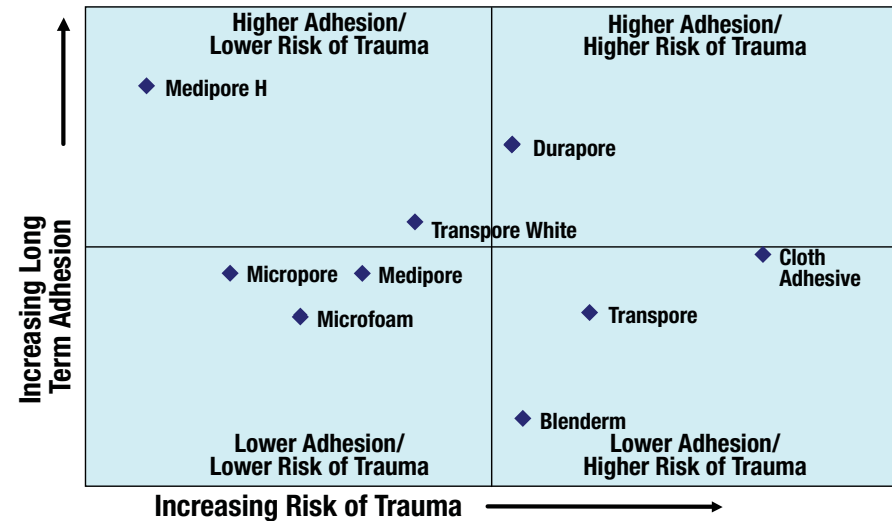 Higher Adhesion/
Lower Risk of Trauma
Higher Adhesion/
Higher Risk of Trauma
Medipore H
Durapore
Transpore White
Cloth
Adhesive
Micropore
Medipore
Microfoam
Transpore
Blenderm
Lower Adhesion/
Lower Risk of Trauma
Lower Adhesion/
Higher Risk of Trauma
Increasing Long
Term Adhesion
Increasing Risk of Trauma